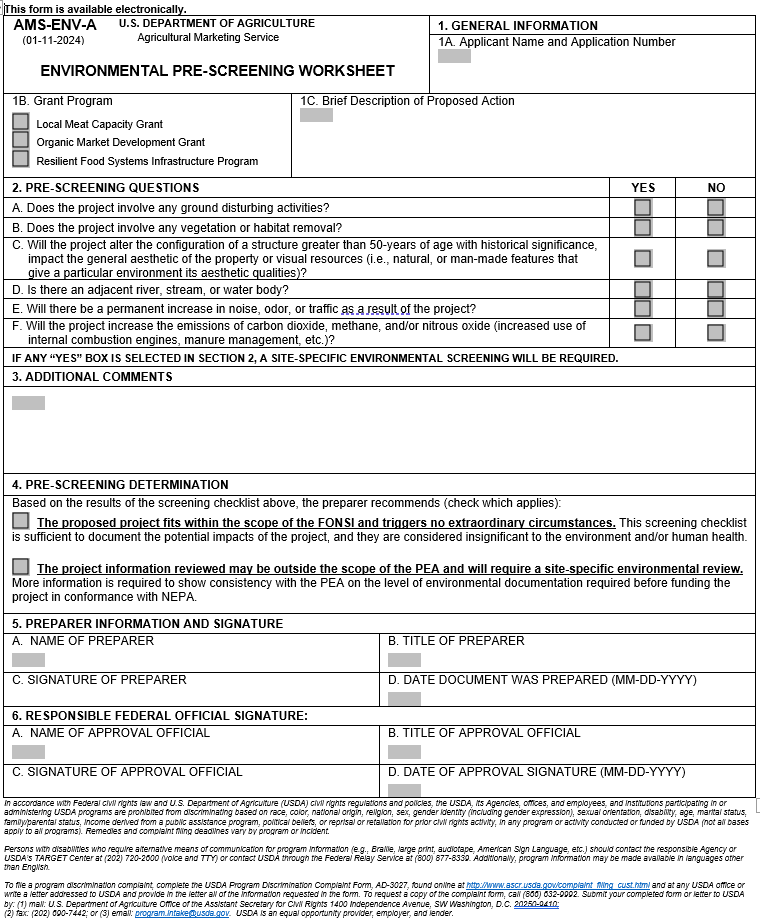 This form is available electronically.
AMS-ENV-A U.S. DEPARTMENT OF AGRICULTURE
(01-11-2024) Agricultural Marketing Service
ENVIRONMENTAL PRE-SCREENING WORKSHEET
1. GENERAL INFORMATION
1A. Applicant Name and Application Number
1B. Grant Program
Local Meat Capacity Grant
Organic Market Development Grant
Resilient Food Systems Infrastructure Program
1C. Brief Description of Proposed Action
2. PRE-SCREENING QUESTIONS YES NO
A. Does the project involve any ground disturbing activities?
B. Does the project involve any vegetation or habitat removal?
C. Will the project alter the configuration of a structure greater than 50-years of age with historical significance,
impact the general aesthetic of the property or visual resources (i.e., natural, or man-made features that
give a particular environment its aesthetic qualities)?
D. Is there an adjacent river, stream, or water body?
E. Will there be a permanent increase in noise, odor, or traffic as a result of the project?
F. Will the project increase the emissions of carbon dioxide, methane, and/or nitrous oxide (increased use of
internal combustion engines, manure management, etc.)?
IF ANY “YES” BOX IS SELECTED IN SECTION 2, A SITE-SPECIFIC ENVIRONMENTAL SCREENING WILL BE REQUIRED.
3. ADDITIONAL COMMENTS
4. PRE-SCREENING DETERMINATION
Based on the results of the screening checklist above, the preparer recommends (check which applies):
The proposed project fits within the scope of the FONSI and triggers no extraordinary circumstances. This screening checklist
is sufficient to document the potential impacts of the project, and they are considered insignificant to the environment and/or human health.
The project information reviewed may be outside the scope of the PEA and will require a site-specific environmental review.
More information is required to show consistency with the PEA on the level of environmental documentation required before funding the
project in conformance with NEPA.
5. PREPARER INFORMATION AND SIGNATURE
A. NAME OF PREPARER
B. TITLE OF PREPARER
C. SIGNATURE OF PREPARER
D. DATE DOCUMENT WAS PREPARED (MM-DD-YYYY)
6. RESPONSIBLE FEDERAL OFFICIAL SIGNATURE:
A. NAME OF APPROVAL OFFICIAL
B. TITLE OF APPROVAL OFFICIAL
C. SIGNATURE OF APPROVAL OFFICIAL
D. DATE OF APPROVAL SIGNATURE (MM-DD-YYYY)
In accordance with Federal civil rights law and U.S. Department of Agriculture (USDA) civil rights regulations and policies, the USDA, its Agencies, offices, and employees, and institutions participating in or
administering USDA programs are prohibited from discriminating based on race, color, national origin, religion, sex, gender identity (including gender expression), sexual orientation, disability, age, marital status,
family/parental status, income derived from a public assistance program, political beliefs, or reprisal or retaliation for prior civil rights activity, in any program or activity conducted or funded by USDA (not all bases
apply to all programs). Remedies and complaint filing deadlines vary by program or incident.
Persons with disabilities who require alternative means of communication for program information (e.g., Braille, large print, audiotape, American Sign Language, etc.) should contact the responsible Agency or
USDA's TARGET Center at (202) 720-2600 (voice and TTY) or contact USDA through the Federal Relay Service at (800) 877-8339. Additionally, program information may be made available in languages other
than English.
To file a program discrimination complaint, complete the USDA Program Discrimination Complaint Form, AD-3027, found online at http://www.ascr.usda.gov/complaint_filing_cust.html and at any USDA office or
write a letter addressed to USDA and provide in the letter all of the information requested in the form. To request a copy of the complaint form, call (866) 632-9992. Submit your completed form or letter to USDA
by: (1) mail: U.S. Department of Agriculture Office of the Assistant Secretary for Civil Rights 1400 Independence Avenue, SW Washington, D.C. 20250-9410;
(2) fax: (202) 690-7442; or (3) email: program.intake@usda.gov. USDA is an equal opportunity provider, employer, and lender.